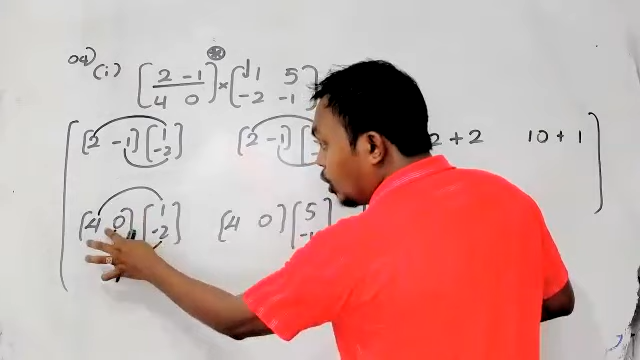 04) (i) [2 -1 4 0] × [1 5 -2 -1]
[2 -1] [1 -2] [2 -1] [ 2 + 2 10 + 1
[4 0] [1 -2] [4 0] [5 -1